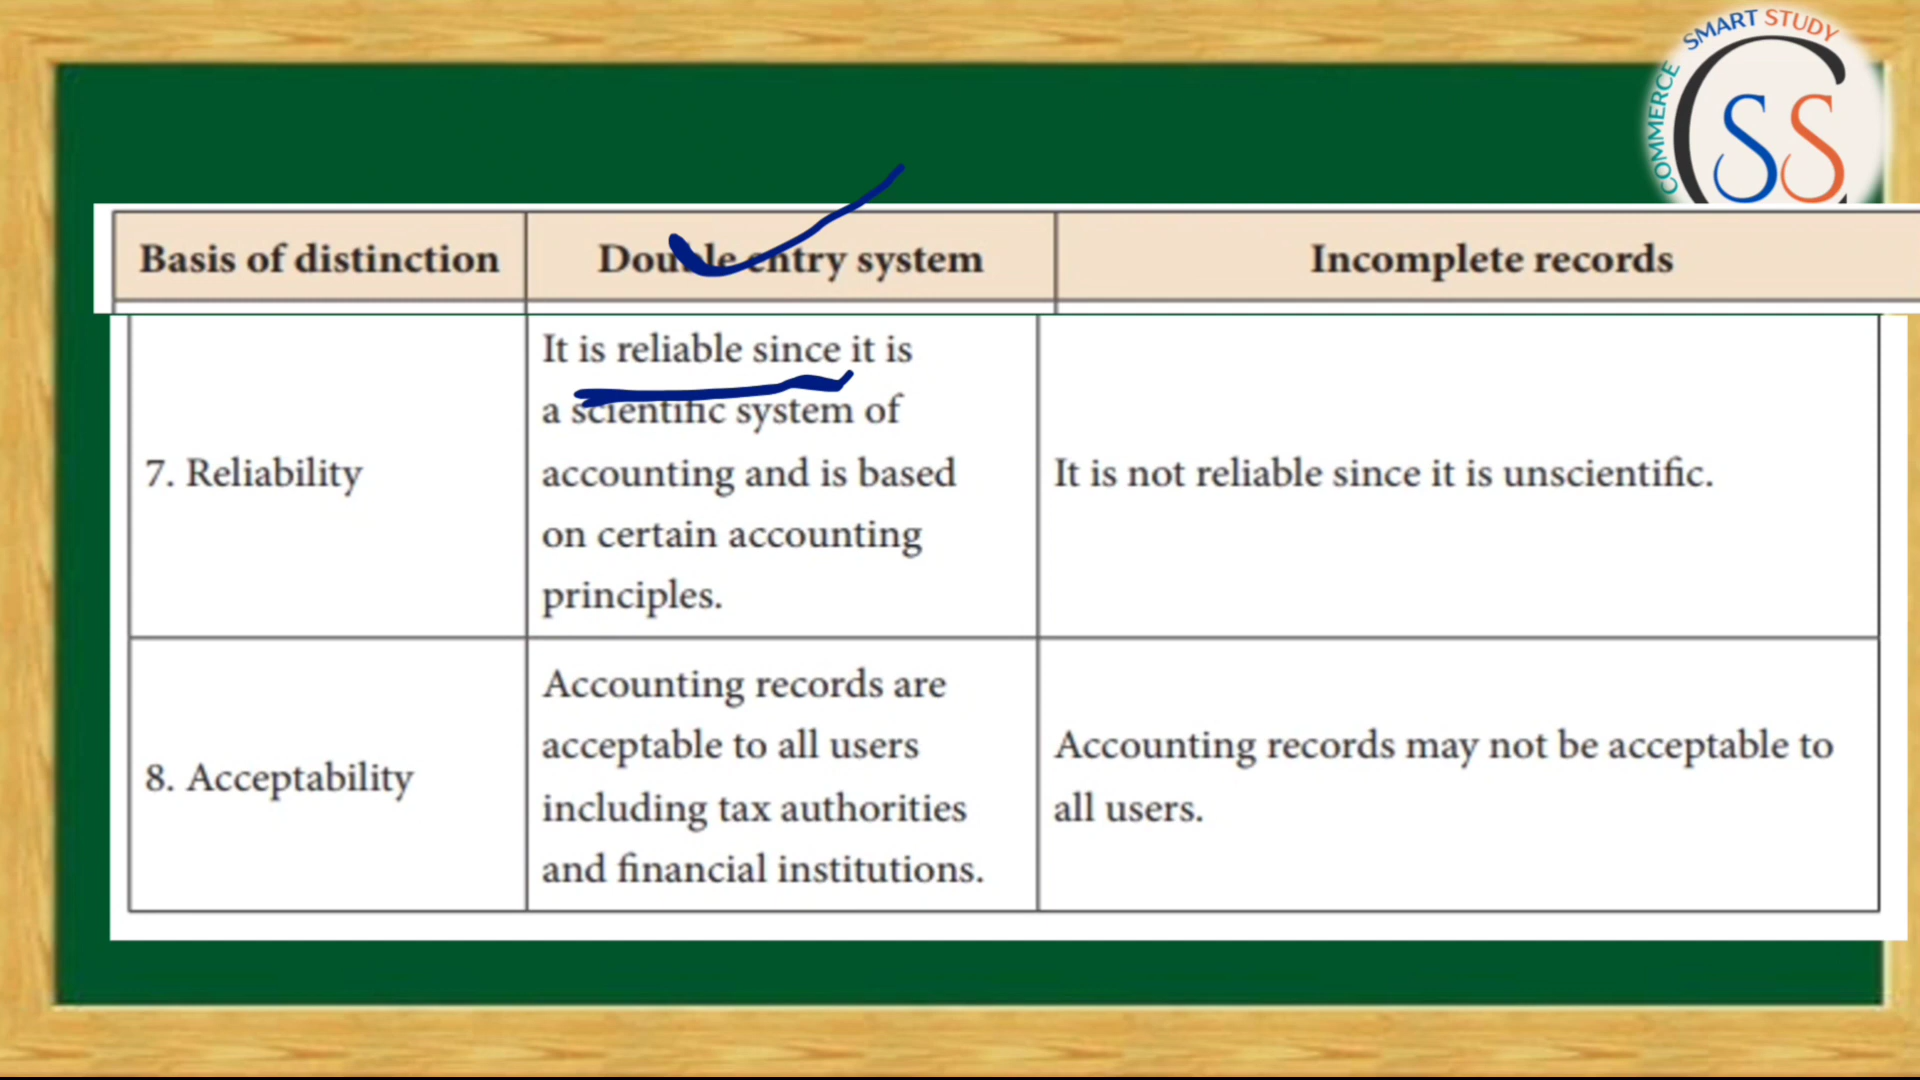 COMMERCE SMART STUDY
SS
Basis of distinction
Double entry system
Incomplete records
7. Reliability
It is reliable since it is
a scientific system of
accounting and is based
on certain accounting
principles.
It is not reliable since it is unscientific.
8. Acceptability
Accounting records are
acceptable to all users
including tax authorities
and financial institutions.
Accounting records may not be acceptable to
all users.